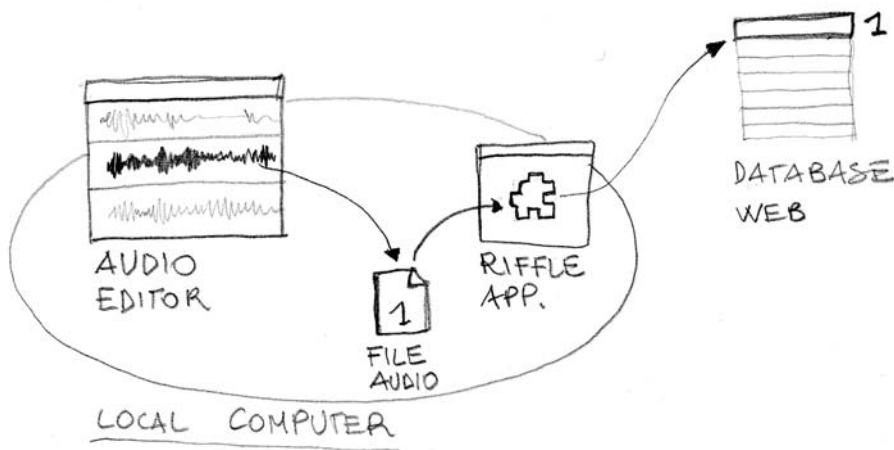 1
DATABASE
WEB
AUDIO
EDITOR
RIFFLE
APP.
1
FILE
AUDIO
LOCAL COMPUTER